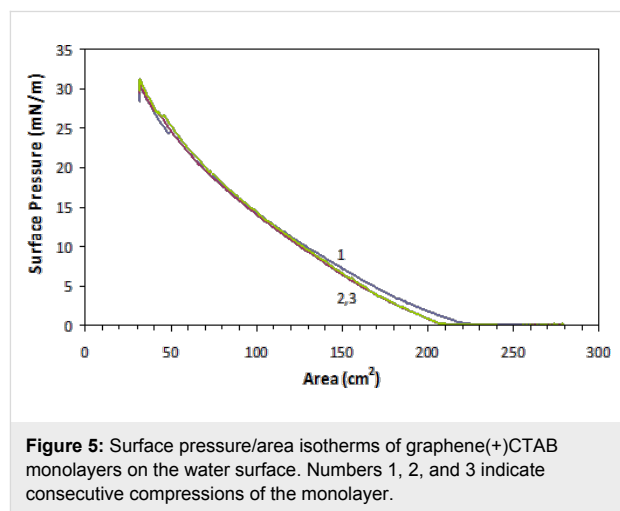 35
30
25
20
15
10
5
0
Surface Pressure (mN/m)
1
2,3
0 50 100 150 200 250 300
Area (cm²)
Figure 5: Surface pressure/area isotherms of graphene(+)CTAB
monolayers on the water surface. Numbers 1, 2, and 3 indicate
consecutive compressions of the monolayer.